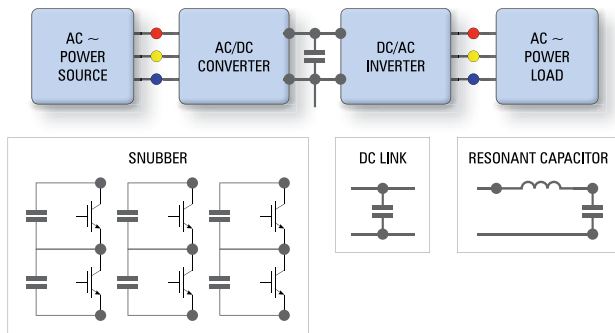 AC ~
POWER
SOURCE
AC/DC
CONVERTER
DC/AC
INVERTER
AC ~
POWER
LOAD
SNUBBER
DC LINK
RESONANT CAPACITOR